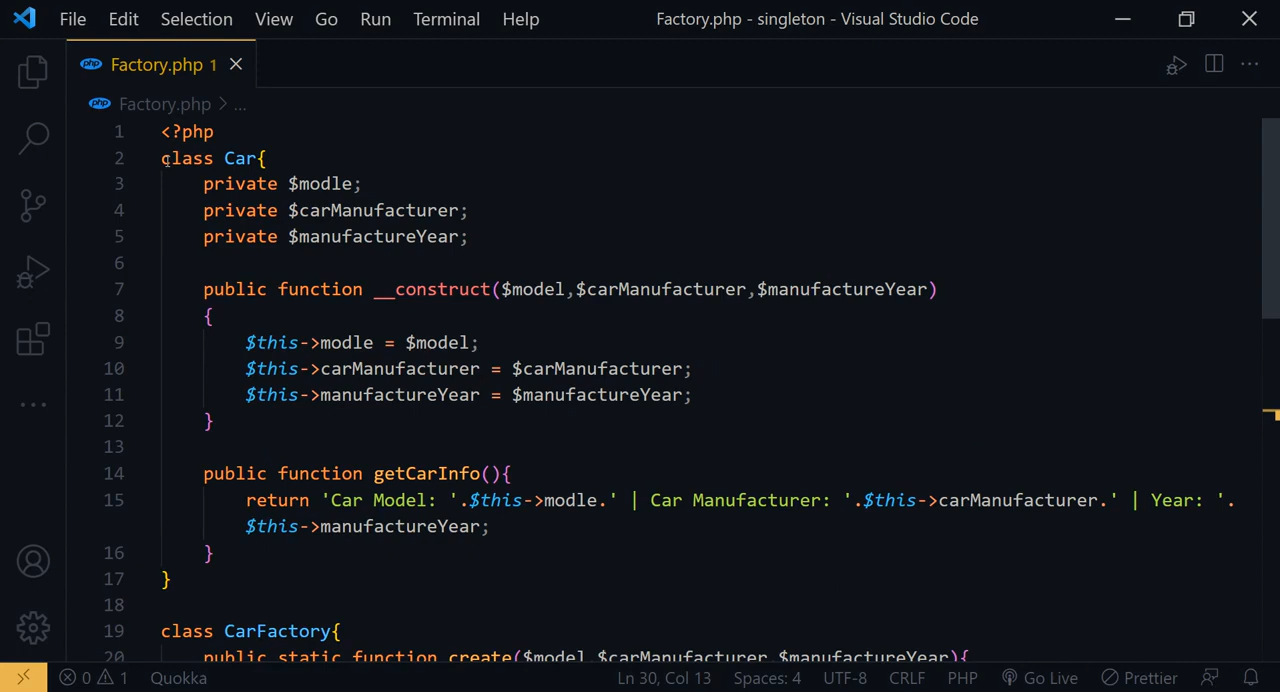 File Edit Selection View Go Run Terminal Help Factory.php - singleton - Visual Studio Code
php Factory.php 1
php Factory.php > ...
1 <?php
2 class Car{
3 private $modle;
4 private $carManufacturer;
5 private $manufactureYear;
6
7 public function __construct($model,$carManufacturer,$manufactureYear)
8 {
9 $this->modle = $model;
10 $this->carManufacturer = $carManufacturer;
11 $this->manufactureYear = $manufactureYear;
12 }
13
14 public function getCarInfo(){
15 return 'Car Model: '.$this->modle.' | Car Manufacturer: '.$this->carManufacturer.' | Year: '.
$this->manufactureYear;
16 }
17 }
18
19 class CarFactory{
20 public static function create($model,$carManufacturer,$manufactureYear){
0 1 Quokka Ln 30, Col 13 Spaces: 4 UTF-8 CRLF PHP Go Live Prettier